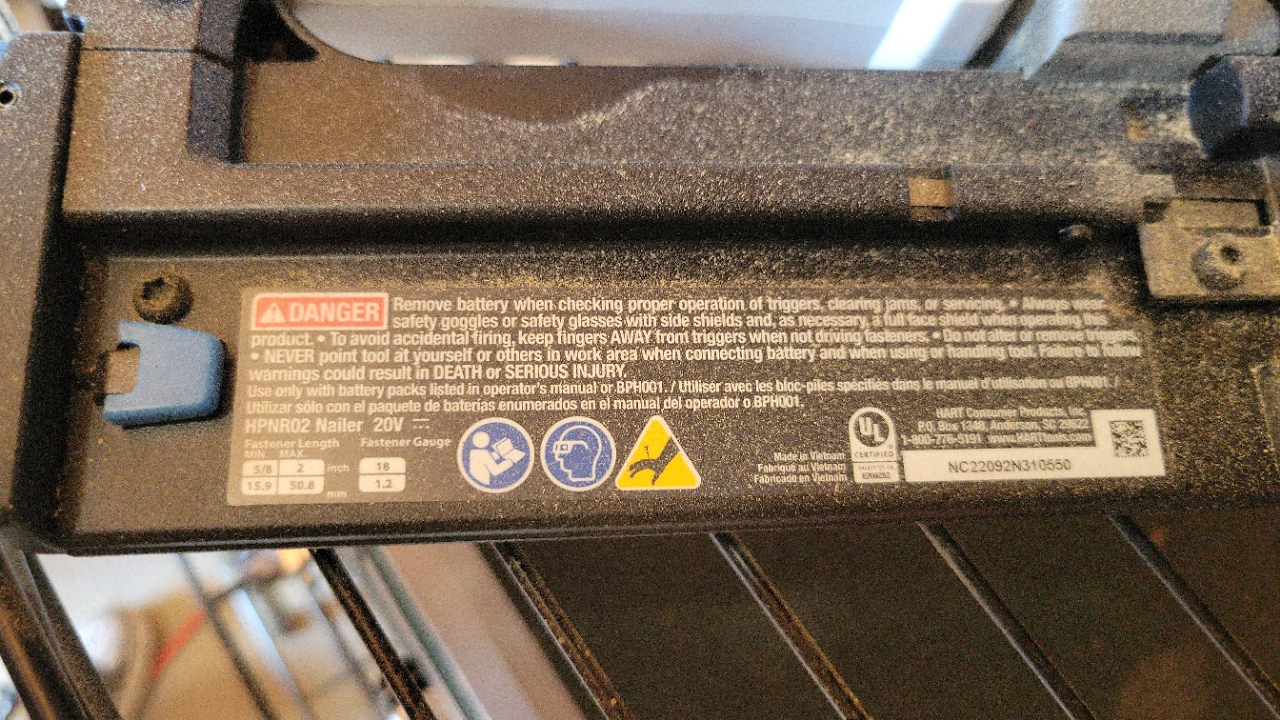 ⚠ DANGER Remove battery when checking proper operation of triggers, clearing jams, or servicing. • Always wear
safety goggles or safety glasses with side shields and, as necessary, a full face shield when operating this
product. • To avoid accidental firing, keep fingers AWAY from triggers when not driving fasteners. • Do not alter or remove triggers.
• NEVER point tool at yourself or others in work area when connecting battery and when using or handling tool. Failure to follow
warnings could result in DEATH or SERIOUS INJURY.
Use only with battery packs listed in operator's manual or BPH001. / Utiliser avec les bloc-piles spécifiés dans le manuel d'utilisation ou BPH001. /
Utilizar sólo con el paquete de baterías enumerados en el manual del operador o BPH001.
HPNR02 Nailer 20V
Fastener Length Fastener Gauge
MIN. MAX.
5/8 2 inch 18
15.9 50.8 mm 1.2
Made in Vietnam
Fabriqué au Vietnam
Fabricado en Vietnam
UL
CERTIFIED
HART Consumer Products, Inc.
P.O. Box 1348, Anderson, SC 29622
1-800-776-5191 www.HARTtools.com
NC22092N310550